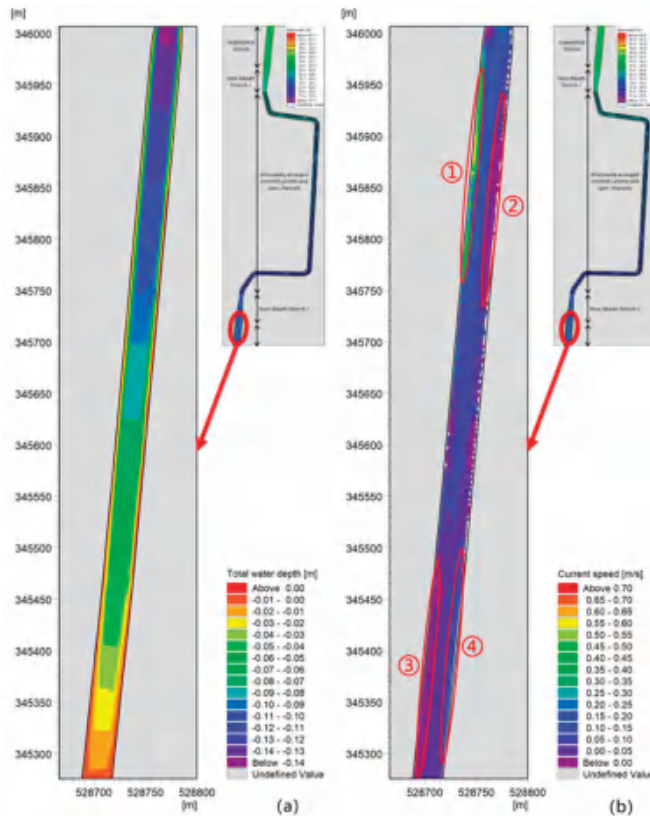 [m]
346000
345950
345900
345850
345800
345750
345700
345650
345600
345550
345500
345450
345400
345350
345300
528700 528750 528800
[m]
Total water depth [m]
Above 0.00
-0.01 - 0.00
-0.02 - -0.01
-0.03 - -0.02
-0.04 - -0.03
-0.05 - -0.04
-0.06 - -0.05
-0.07 - -0.06
-0.08 - -0.07
-0.09 - -0.08
-0.10 - -0.09
-0.11 - -0.10
-0.12 - -0.11
-0.13 - -0.12
-0.14 - -0.13
Below -0.14
Undefined Value
(a)
[m]
346000
345950
345900
345850
345800
345750
345700
345650
345600
345550
345500
345450
345400
345350
345300
①
②
③
④
528700 528750 528800
[m]
Current speed [m/s]
Above 0.70
0.65 - 0.70
0.60 - 0.65
0.55 - 0.60
0.50 - 0.55
0.45 - 0.50
0.40 - 0.45
0.35 - 0.40
0.30 - 0.35
0.25 - 0.30
0.20 - 0.25
0.15 - 0.20
0.10 - 0.15
0.05 - 0.10
0.00 - 0.05
Below 0.00
Undefined Value
(b)